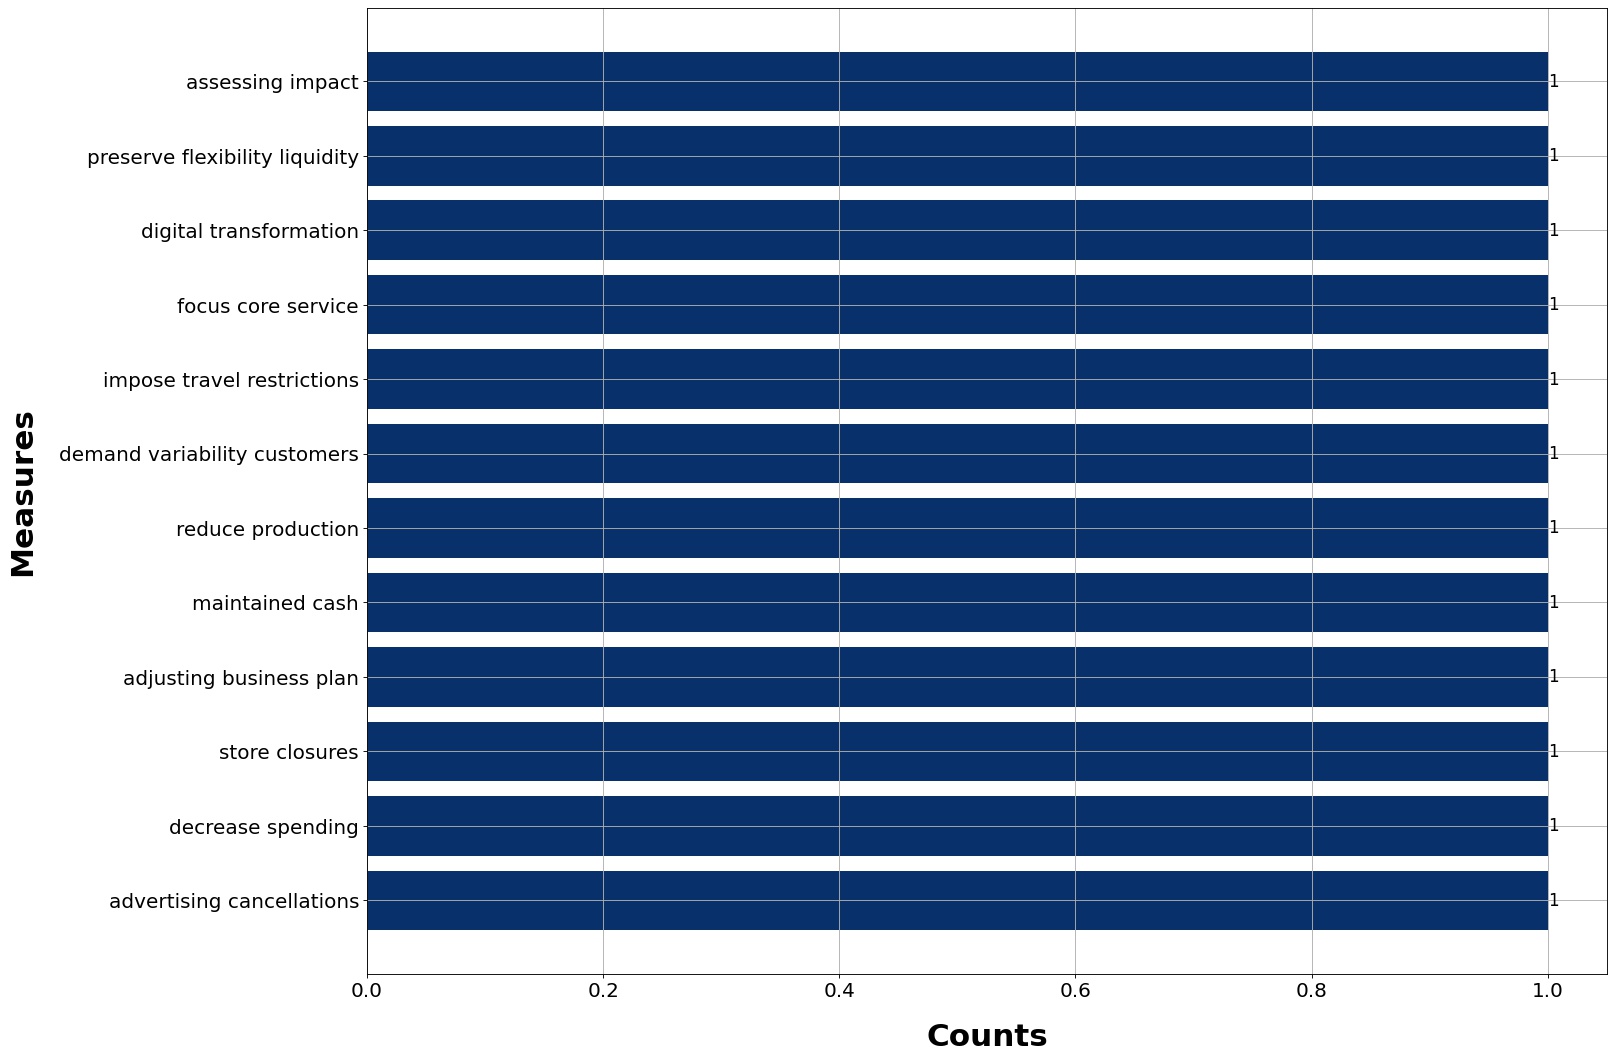 assessing impact 1
preserve flexibility liquidity 1
digital transformation 1
focus core service 1
impose travel restrictions 1
demand variability customers 1
reduce production 1
maintained cash 1
adjusting business plan 1
store closures 1
decrease spending 1
advertising cancellations 1
Measures
0.0 0.2 0.4 0.6 0.8 1.0
Counts